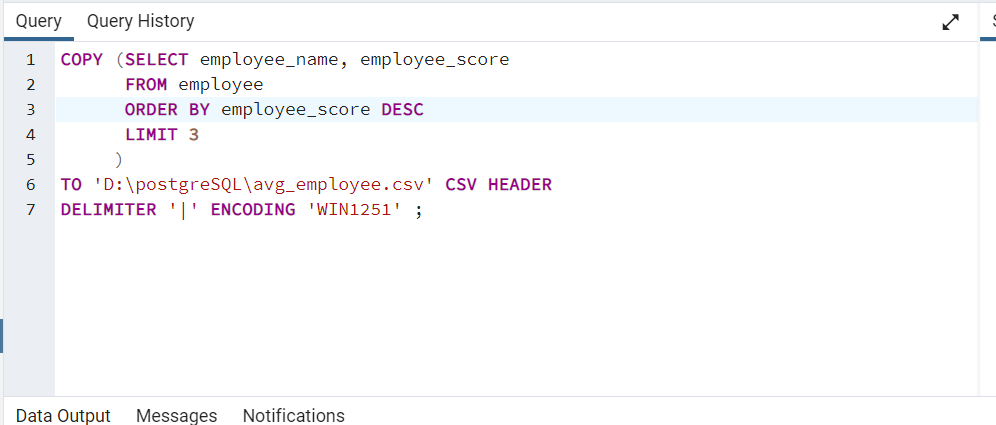 Query Query History
1 COPY (SELECT employee_name, employee_score
2 FROM employee
3 ORDER BY employee_score DESC
4 LIMIT 3
5 )
6 TO 'D:\postgreSQL\avg_employee.csv' CSV HEADER
7 DELIMITER '|' ENCODING 'WIN1251' ;
Data Output Messages Notifications